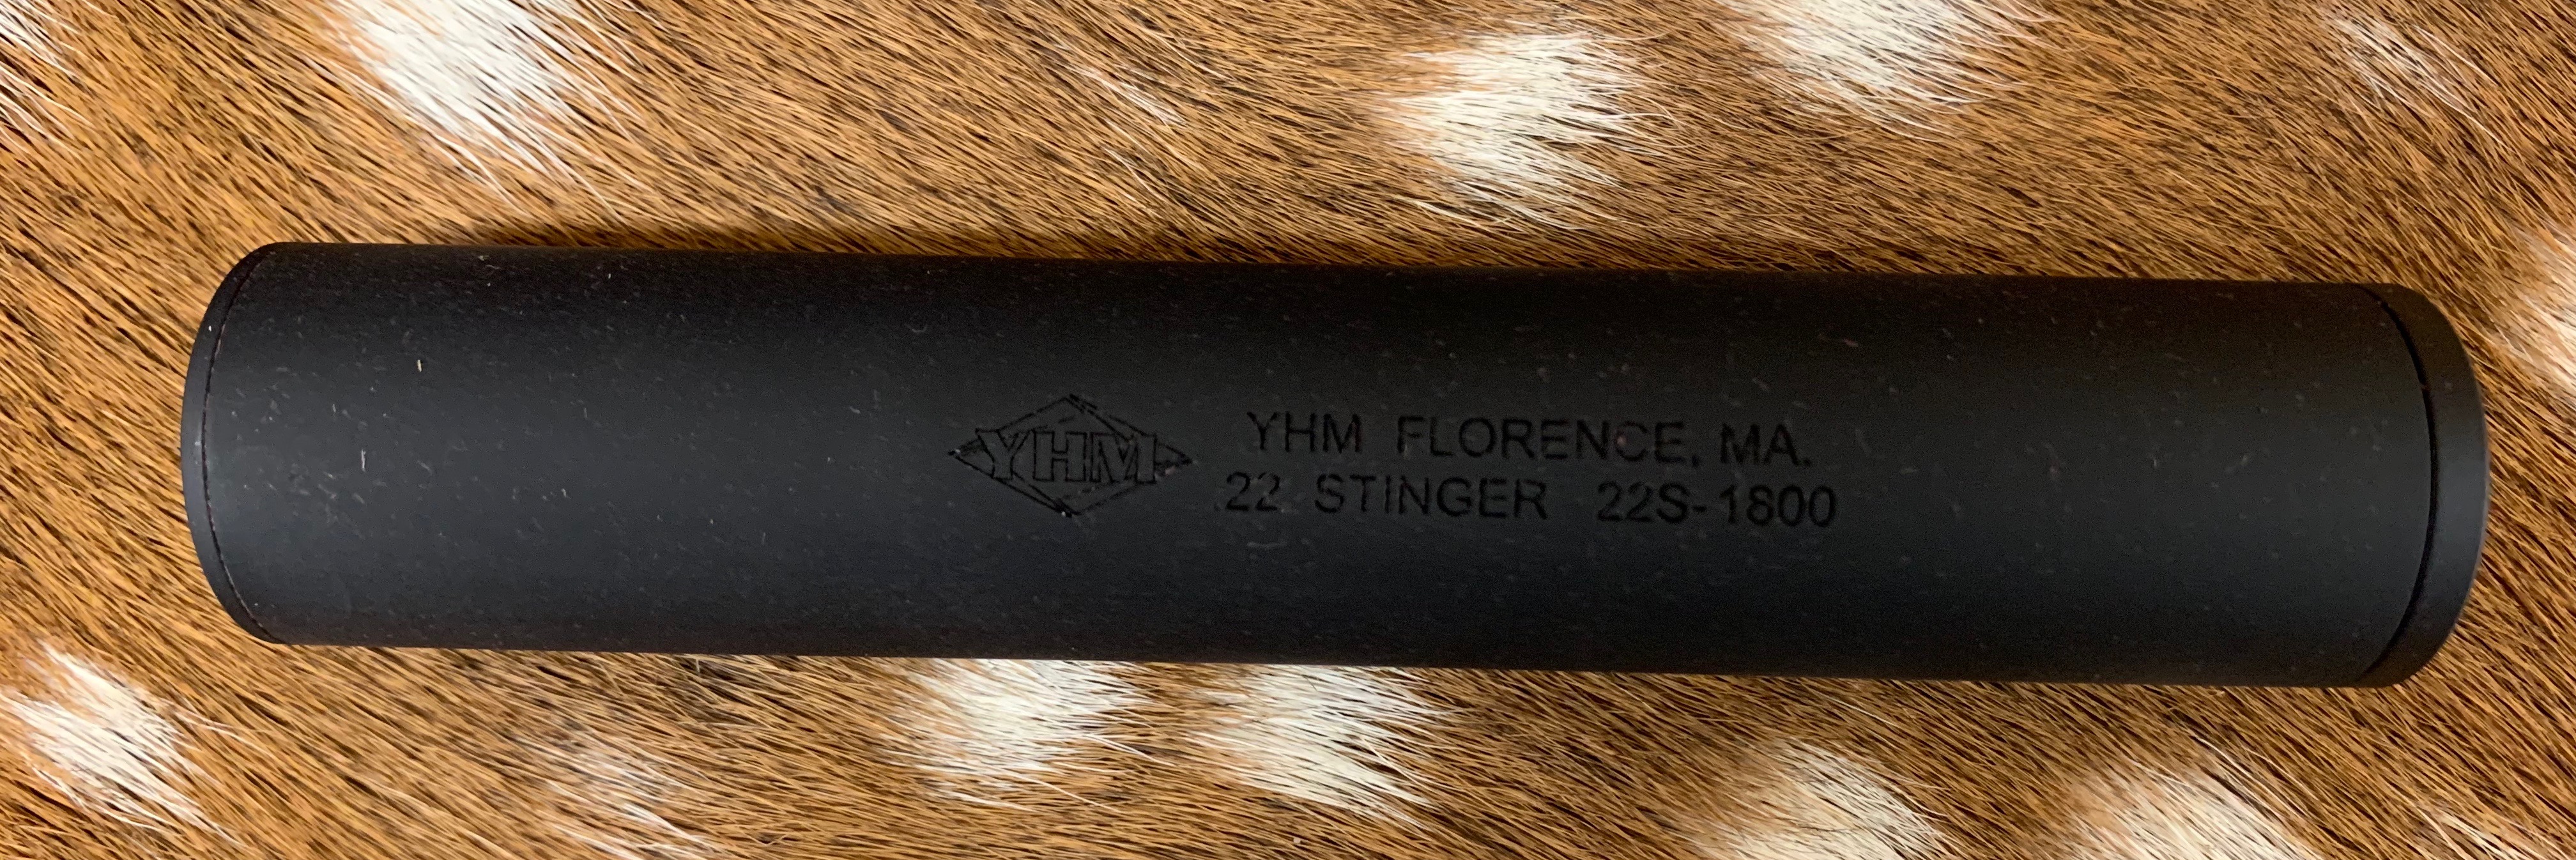 YHM
YHM FLORENCE, MA.
.22 STINGER 22S-1800